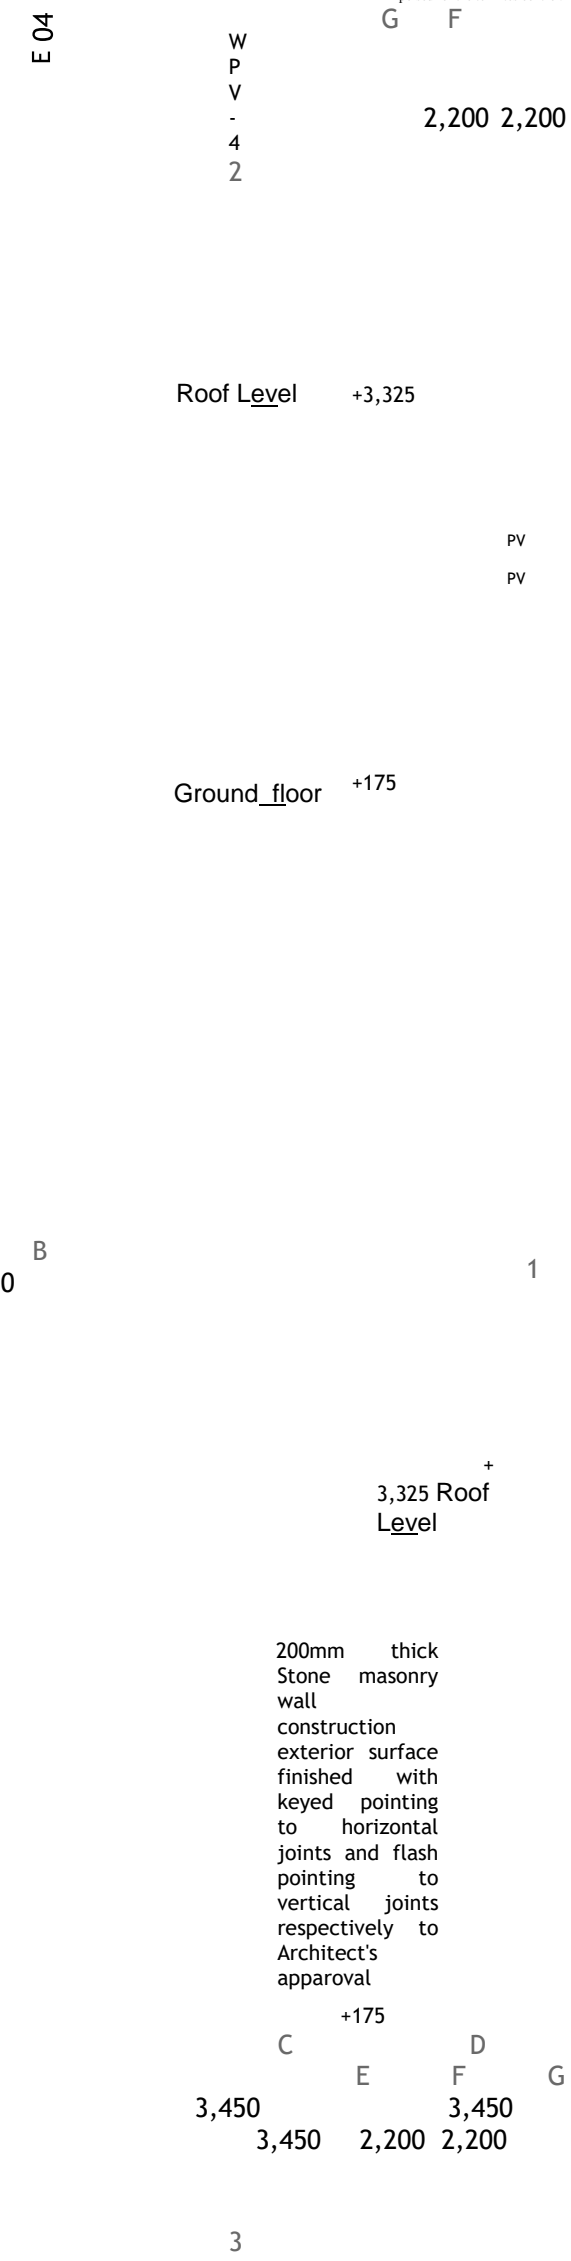 G F
E 04
W
P
V
-
4
2
2,200 2,200
Roof Level +3,325
PV
PV
Ground floor +175
B
0
1
+
3,325 Roof
Level
200mm thick
Stone masonry
wall
construction
exterior surface
finished with
keyed pointing
to horizontal
joints and flash
pointing to
vertical joints
respectively to
Architect's
apparoval
+175
C D
E F G
3,450 3,450
3,450 2,200 2,200
3